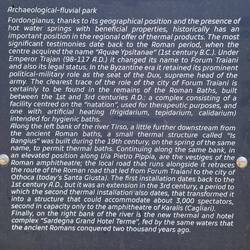 Archaeological-fluvial park
Fordongianus, thanks to its geographical position and the presence of
hot water springs with beneficial properties, historically has an
important position in the regional offer of thermal products. The most
significant testimonies date back to the Roman period, when the
centre acquired the name "Aquae Ypsitanae" (1st century B.C.). Under
Emperor Trajan (98-117 A.D.) it changed its name to Forum Traiani
and also its legal status. In the Byzantine era it retained its prominent
political-military role as the seat of the Dux, supreme head of the
army. The clearest trace of the role of the city of Forum Traiani is
certainly to be found in the remains of the Roman Baths, built
between the 1st and 3rd centuries A.D.: a complex consisting of a
facility centred on the "natation", used for therapeutic purposes, and
one with artificial heating (frigidarium, tepidarium, calidarium)
intended for hygienic baths.
Along the left bank of the river Tirso, a little further downstream from
the ancient Roman baths, a small thermal structure called "Is
Bangius" was built during the 19th century, on the spring of the same
name, to permit thermal baths. Continuing along the same bank, in
an elevated position along Via Pietro Pipia, are the vestiges of the
Roman amphitheatre; the local road that runs alongside it retraces
the route of the Roman road that led from Forum Traiani to the city of
Othoca (today's Santa Giusta). The first installation dates back to the
1st century A.D., but it was an extension in the 3rd century, a period to
which the second thermal installation also dates, that transformed it
into a structure that could accommodate about 3,000 spectators,
second in capacity only to the amphitheatre of Karalis (Cagliari).
Finally, on the right bank of the river is the new thermal and hotel
complex "Sardegna Grand Hotel Terme", fed by the same waters that
the ancient Romans conquered two thousand years ago.